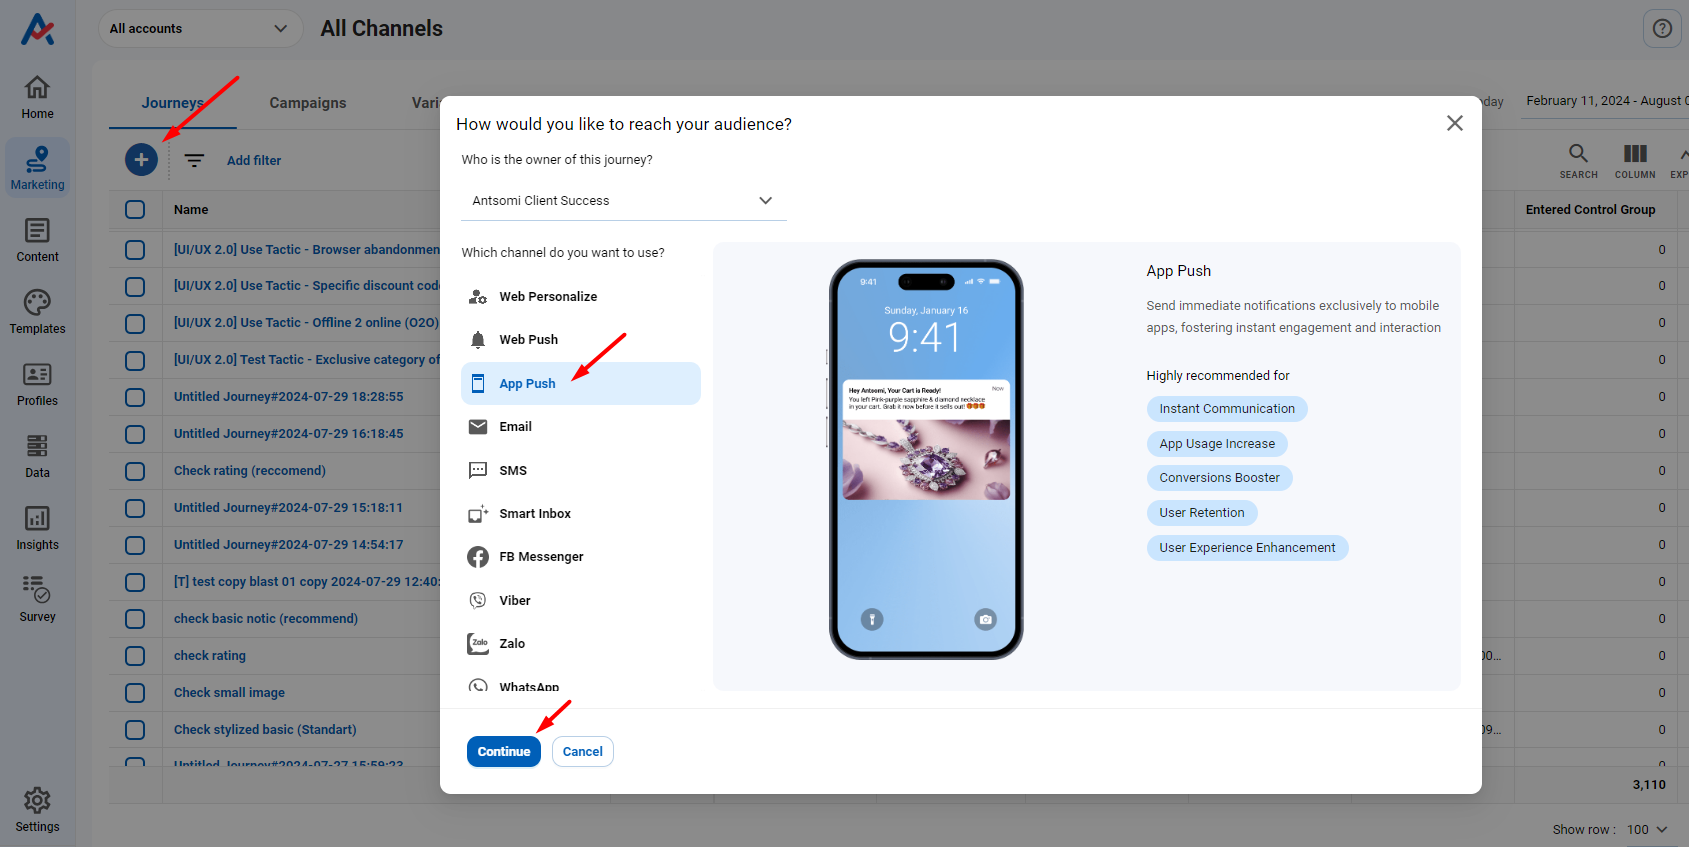 All accounts
All Channels
Home
Marketing
Content
Templates
Profiles
Data
Insights
Survey
Settings
Journeys
Campaigns
Vari
day
February 11, 2024 - August 0
Add filter
SEARCH
COLUMN
EXP
Name
Entered Control Group
[UI/UX 2.0] Use Tactic - Browser abandonmen
0
[UI/UX 2.0] Use Tactic - Specific discount cod
0
[UI/UX 2.0] Use Tactic - Offline 2 online (O2O)
0
[UI/UX 2.0] Test Tactic - Exclusive category of
0
Untitled Journey#2024-07-29 18:28:55
0
Untitled Journey#2024-07-29 16:18:45
0
Check rating (reccomend)
0
Untitled Journey#2024-07-29 15:18:11
0
Untitled Journey#2024-07-29 14:54:17
0
[T] test copy blast 01 copy 2024-07-29 12:40:
0
check basic notic (recommend)
0
check rating
00...
0
Check small image
0
Check stylized basic (Standart)
09...
0
Untitled Journey#2024-07-27 15:59:23
0
3,110
Show row : 100
How would you like to reach your audience?
Who is the owner of this journey?
Antsomi Client Success
Which channel do you want to use?
Web Personalize
Web Push
App Push
Email
SMS
Smart Inbox
FB Messenger
Viber
Zalo
Zalo
WhatsApp
9:41
Sunday, January 16
9:41
Hey Antsomi, Your Cart is Ready!
Now
You left Pink-purple sapphire & diamond necklace
in your cart. Grab it now before it sells out! 🎁🎁🎁
App Push
Send immediate notifications exclusively to mobile
apps, fostering instant engagement and interaction
Highly recommended for
Instant Communication
App Usage Increase
Conversions Booster
User Retention
User Experience Enhancement
Continue
Cancel